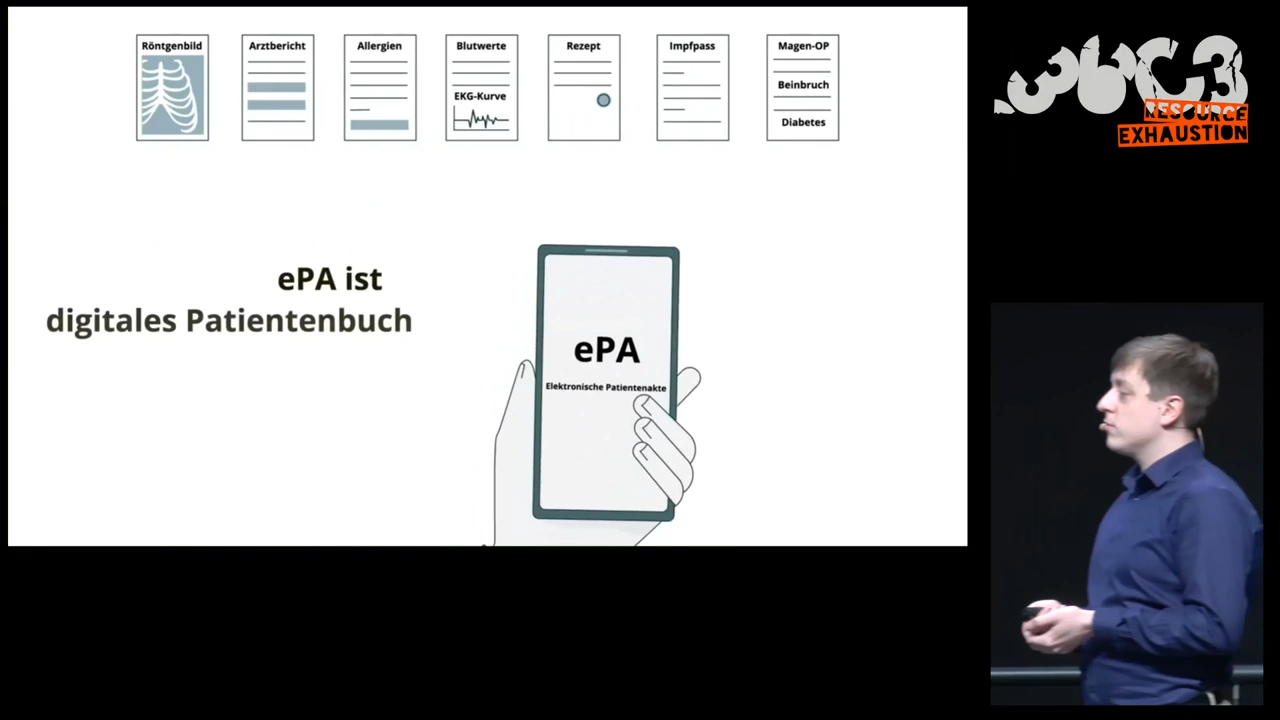 Röntgenbild
Arztbericht
Allergien
Blutwerte
EKG-Kurve
Rezept
Impfpass
Magen-OP
Beinbruch
Diabetes
ePA ist
digitales Patientenbuch
ePA
Elektronische Patientenakte
36C3
RESOURCE
EXHAUSTION